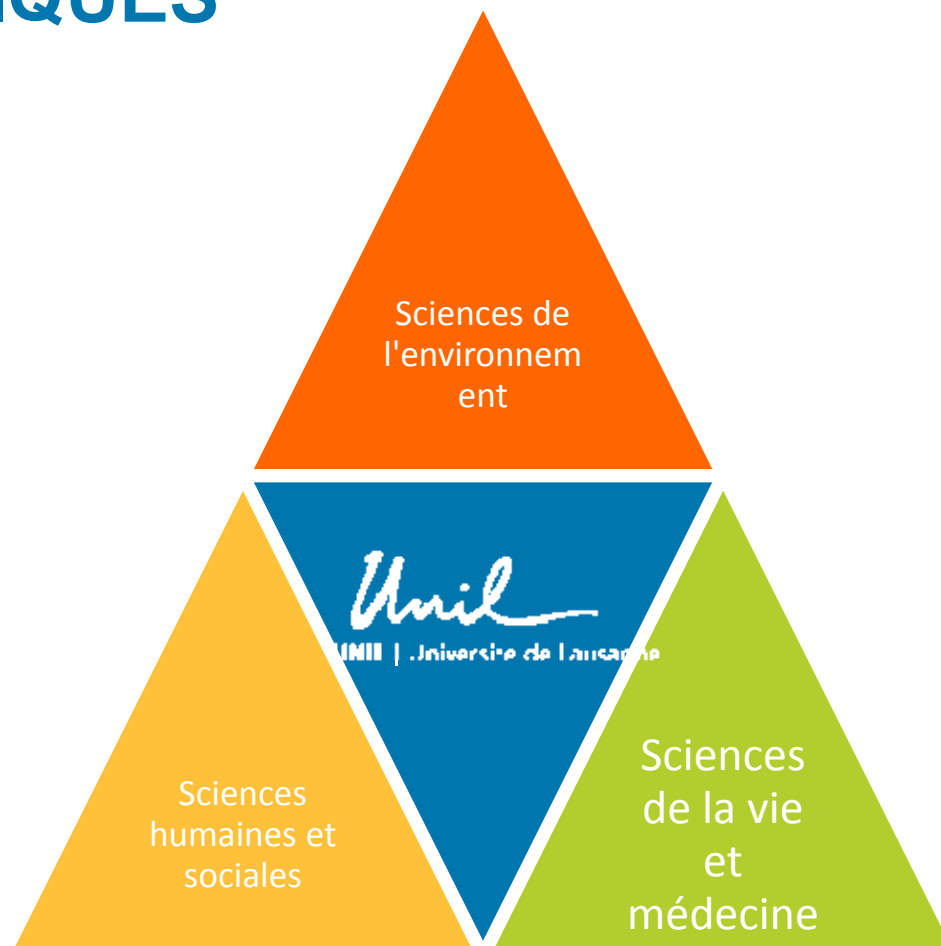 IQUES
Sciences de
l'environnem
ent
Unil
UNIL | Université de Lausanne
Sciences
humaines et
sociales
Sciences
de la vie
et
médecine